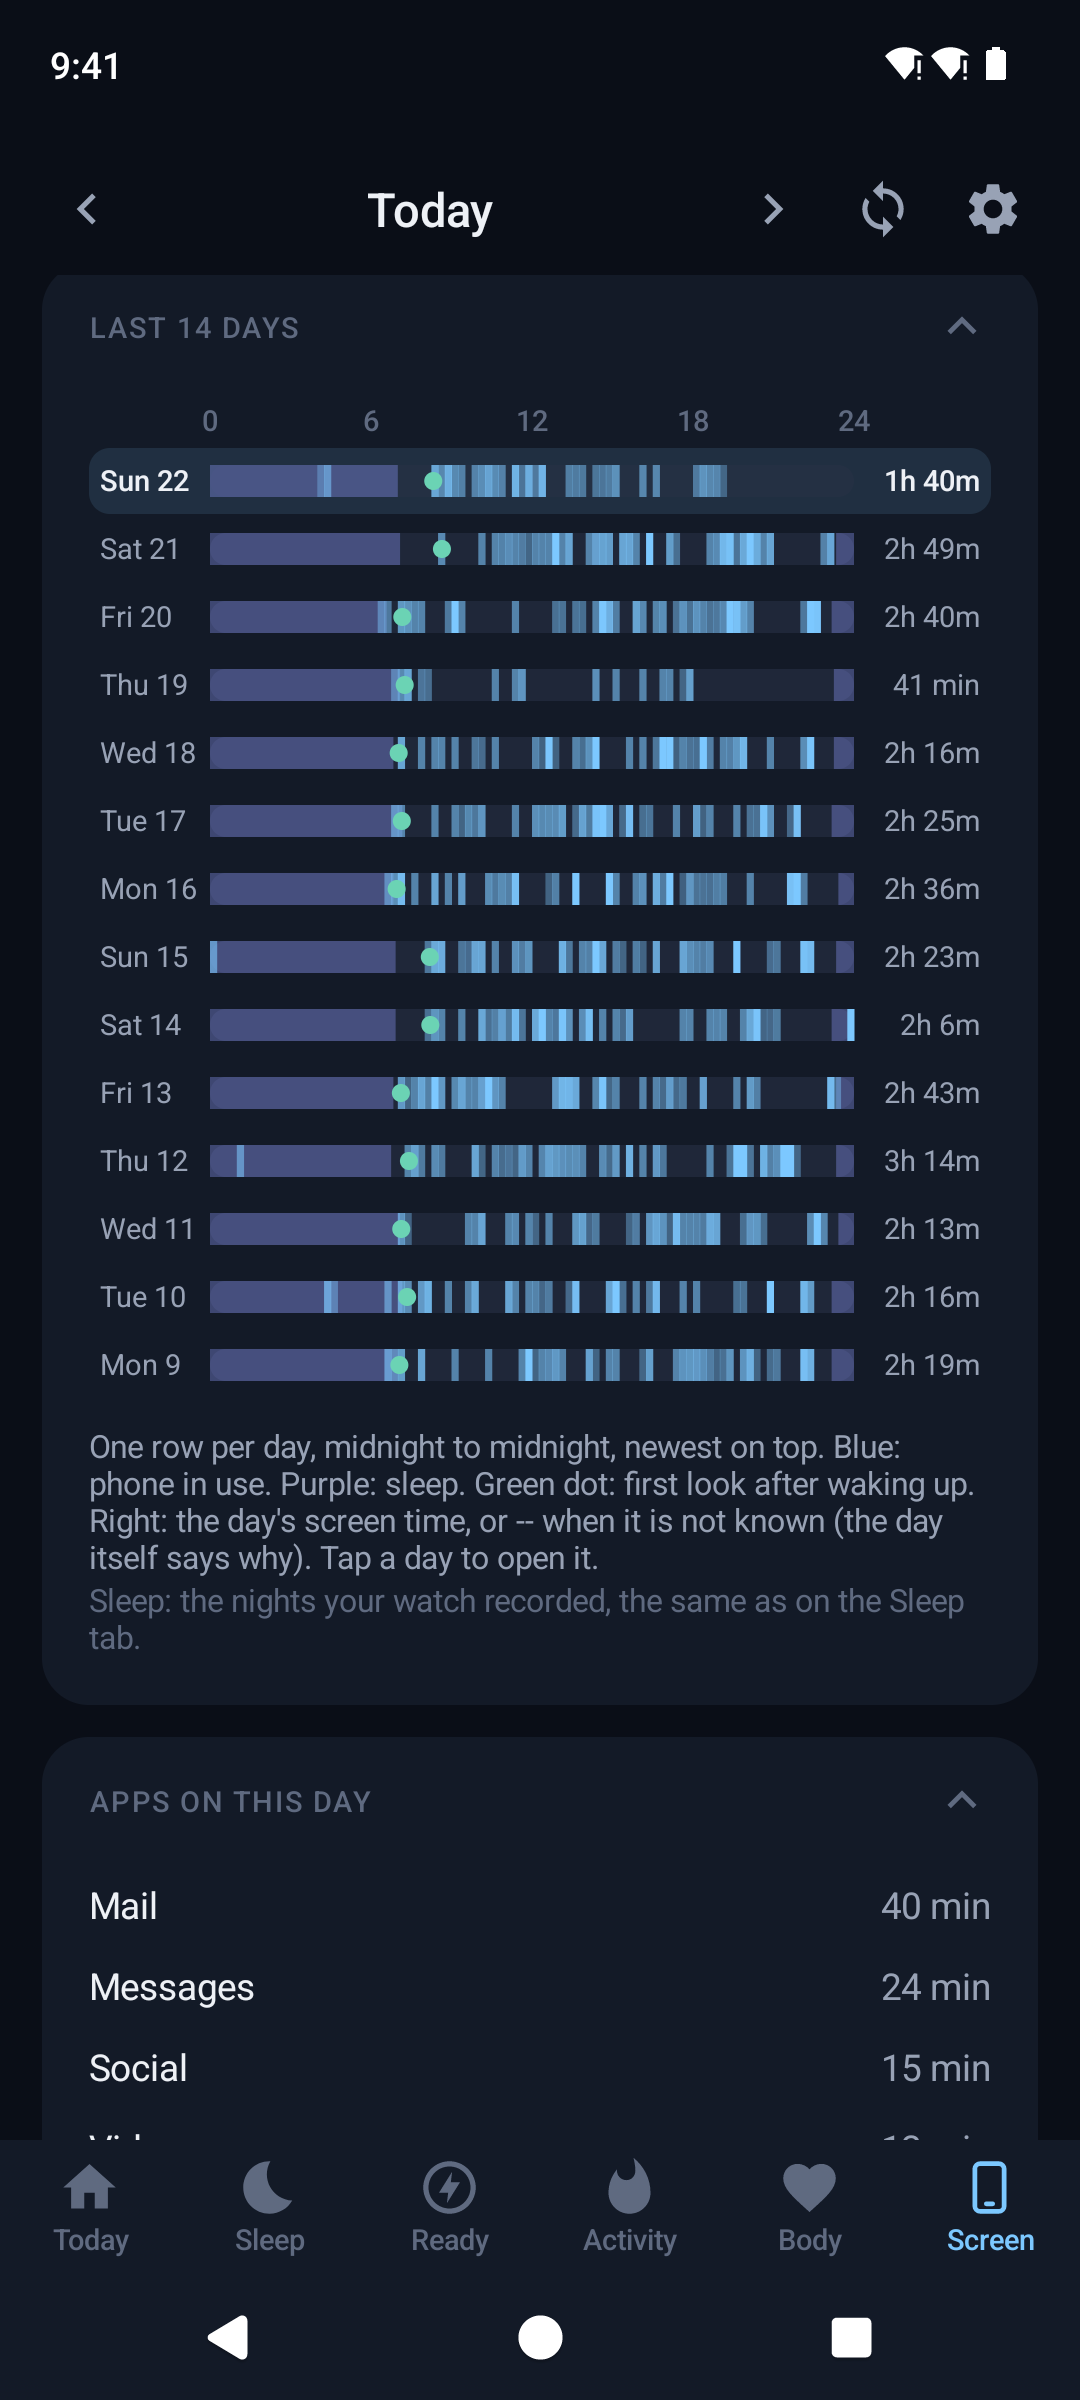 9:41
Today
LAST 14 DAYS
0 6 12 18 24
Sun 22 1h 40m
Sat 21 2h 49m
Fri 20 2h 40m
Thu 19 41 min
Wed 18 2h 16m
Tue 17 2h 25m
Mon 16 2h 36m
Sun 15 2h 23m
Sat 14 2h 6m
Fri 13 2h 43m
Thu 12 3h 14m
Wed 11 2h 13m
Tue 10 2h 16m
Mon 9 2h 19m
One row per day, midnight to midnight, newest on top. Blue:
phone in use. Purple: sleep. Green dot: first look after waking up.
Right: the day's screen time, or -- when it is not known (the day
itself says why). Tap a day to open it.
Sleep: the nights your watch recorded, the same as on the Sleep
tab.
APPS ON THIS DAY
Mail 40 min
Messages 24 min
Social 15 min
Today Sleep Ready Activity Body Screen